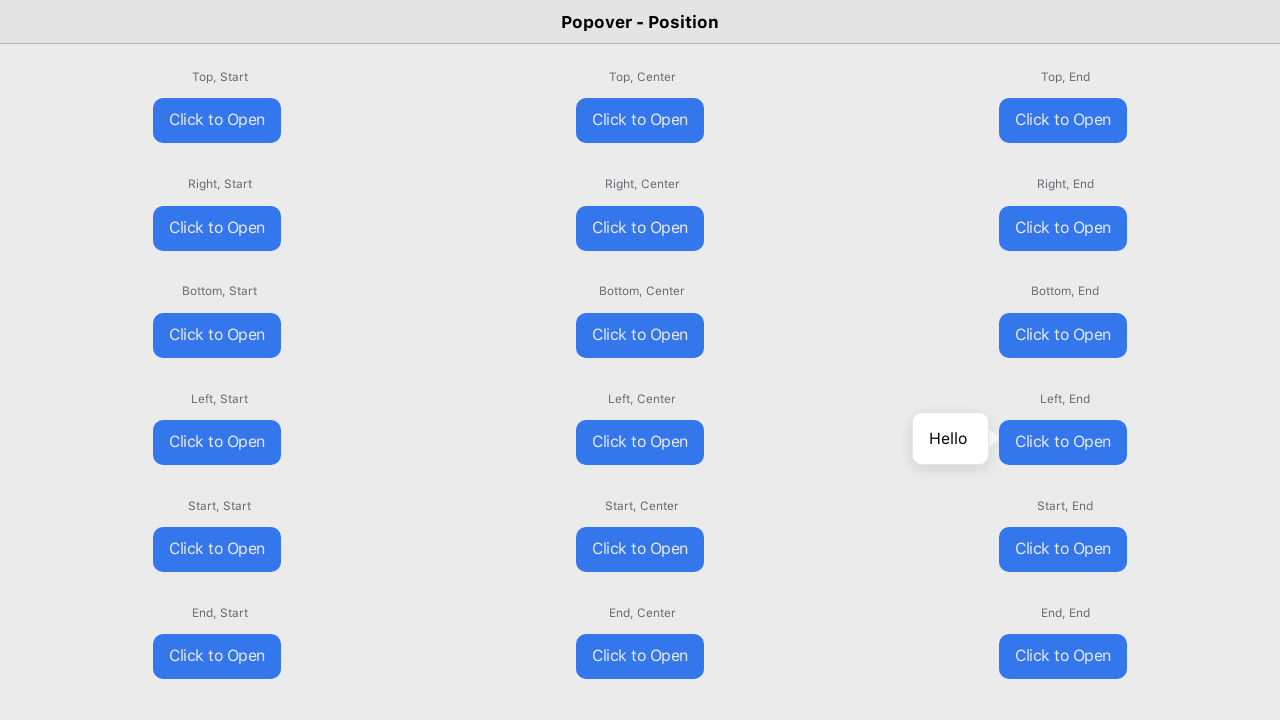 Popover - Position
Top, Start
Top, Center
Top, End
Click to Open
Click to Open
Click to Open
Right, Start
Right, Center
Right, End
Click to Open
Click to Open
Click to Open
Bottom, Start
Bottom, Center
Bottom, End
Click to Open
Click to Open
Click to Open
Left, Start
Left, Center
Left, End
Click to Open
Click to Open
Hello
Click to Open
Start, Start
Start, Center
Start, End
Click to Open
Click to Open
Click to Open
End, Start
End, Center
End, End
Click to Open
Click to Open
Click to Open